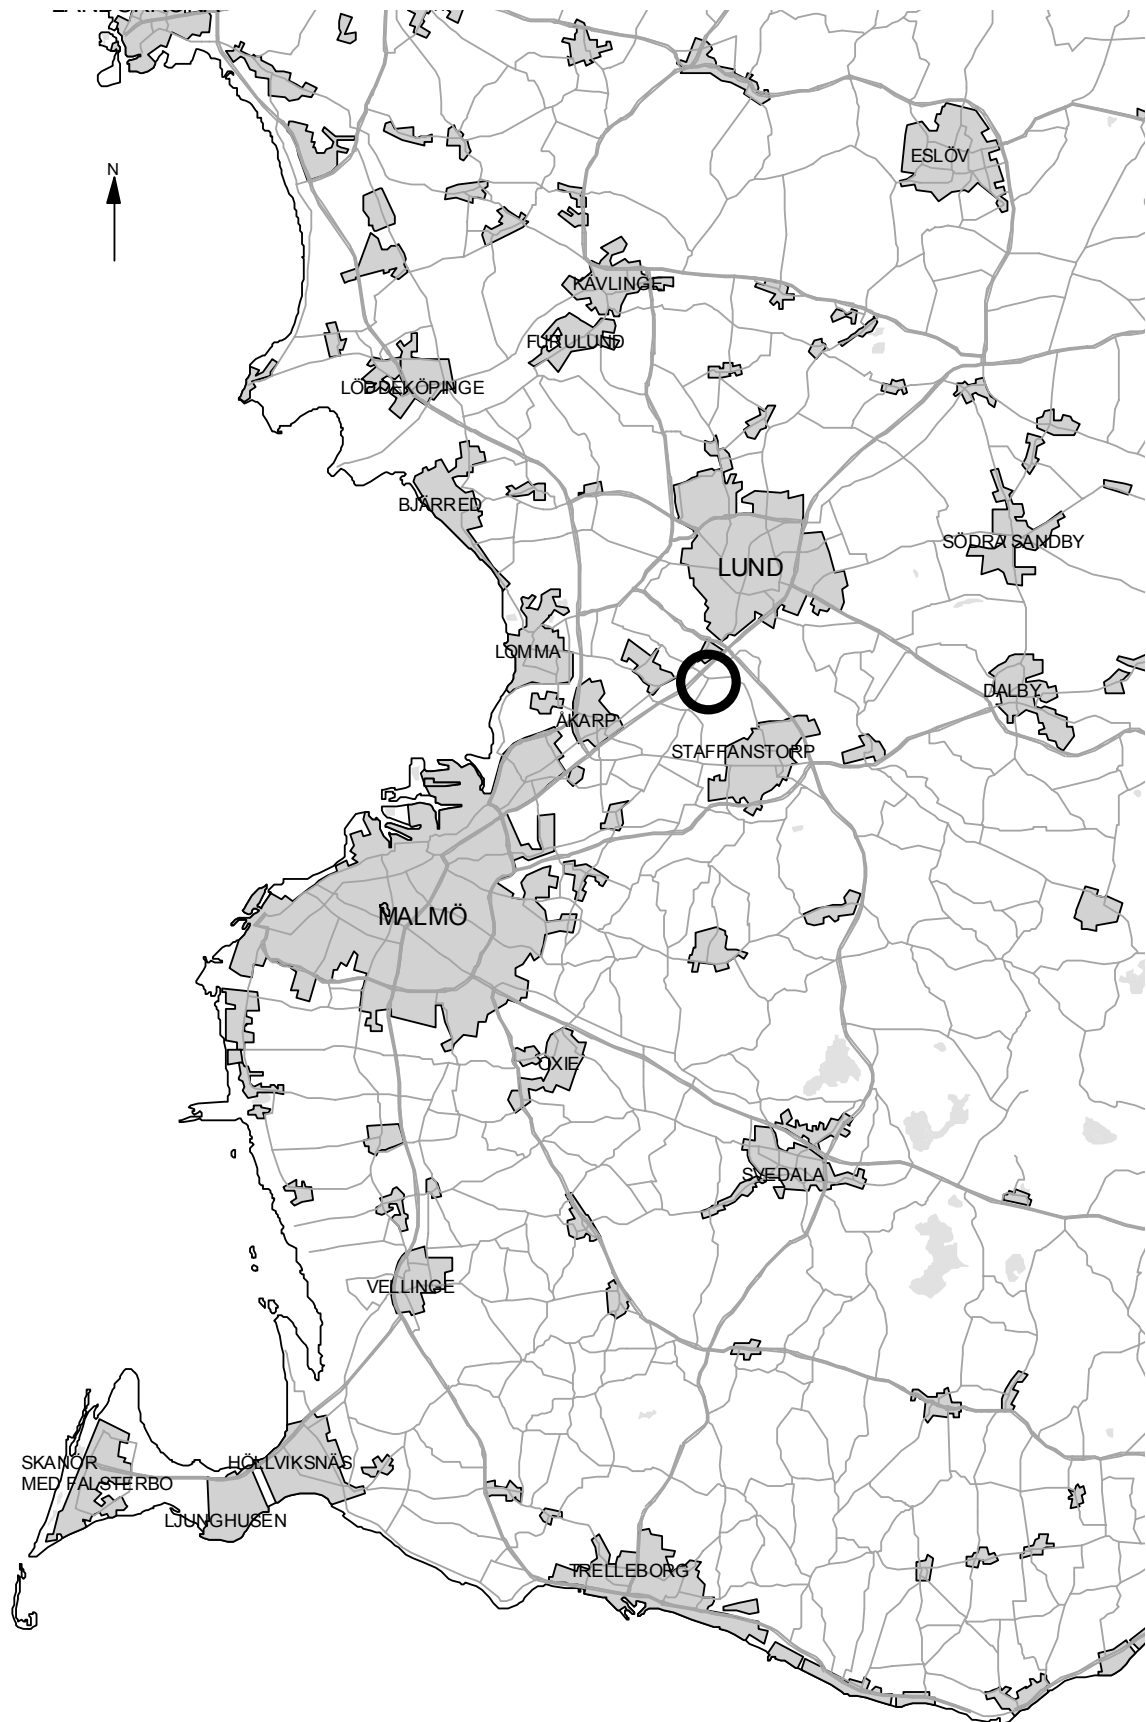 N
ESLÖV
KÄVLINGE
FURULUND
LÖDDEKÖPINGE
BJÄRRED
SÖDRA SANDBY
LUND
LOMMA
DALBY
ÅKARP
STAFFANSTORP
MALMÖ
OXIE
SVEDALA
VELLINGE
SKANÖR
MED FALSTERBO
HÖLLVIKSNÄS
LJUNGHUSEN
TRELLEBORG